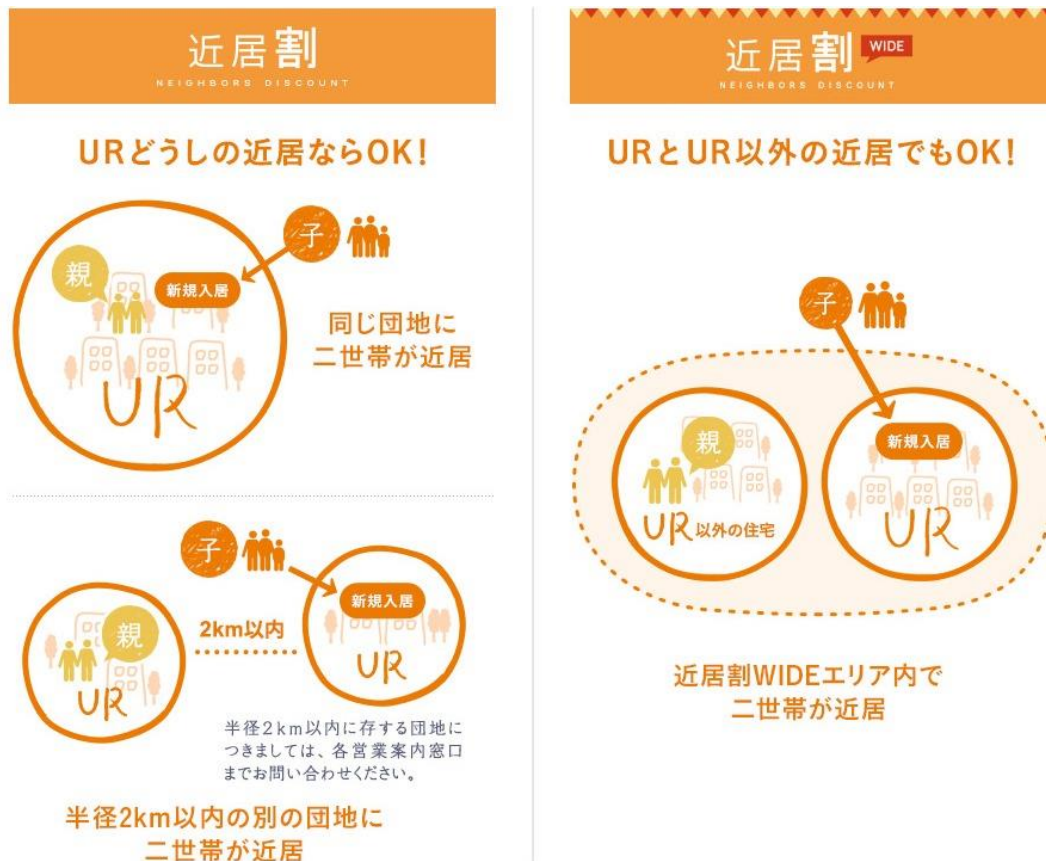 近居割
NEIGHBORS DISCOUNT
URどうしの近居ならOK!
子
親
新規入居
同じ団地に
二世帯が近居
UR
子
新規入居
親
2km以内
UR
UR
半径2km以内に存する団地に
つきましては、各営業案内窓口
までお問い合わせください。
半径2km以内の別の団地に
二世帯が近居
近居割 WIDE
NEIGHBORS DISCOUNT
URとUR以外の近居でもOK!
子
親
新規入居
UR以外の住宅
UR
近居割WIDEエリア内で
二世帯が近居